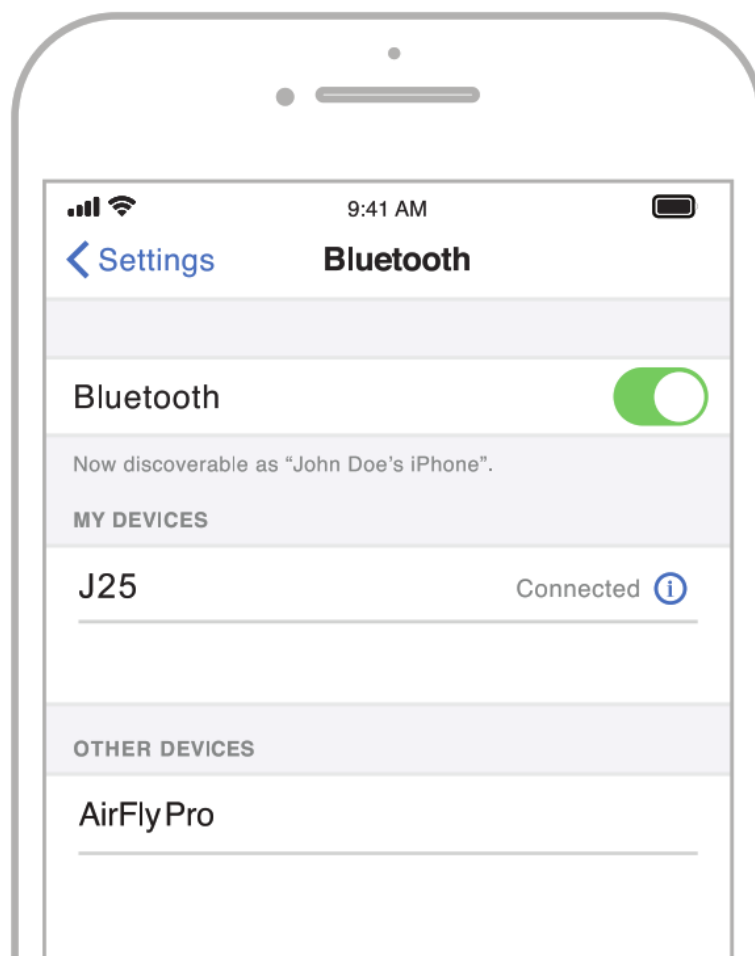 9:41 AM
Settings Bluetooth
Bluetooth
Now discoverable as “John Doe's iPhone”.
MY DEVICES
J25 Connected i
OTHER DEVICES
AirFly Pro